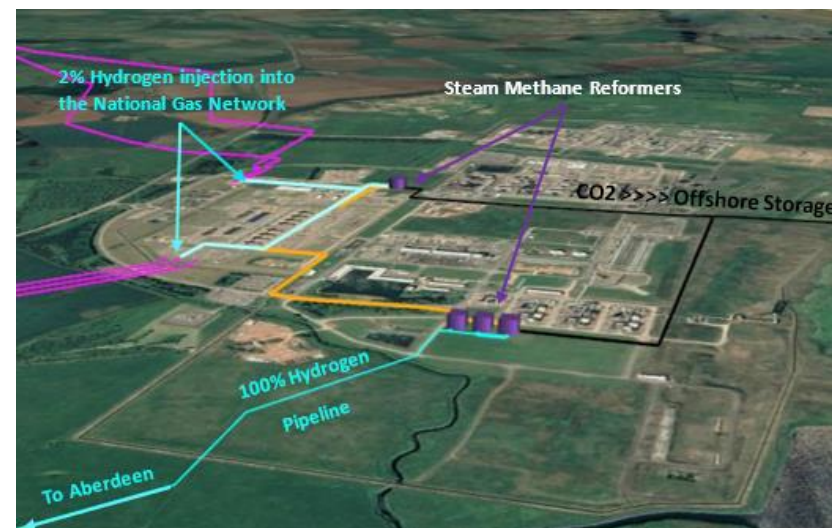 2% Hydrogen injection into
the National Gas Network
Steam Methane Reformers
CO2 >>>> Offshore Storage
100% Hydrogen
Pipeline
To Aberdeen